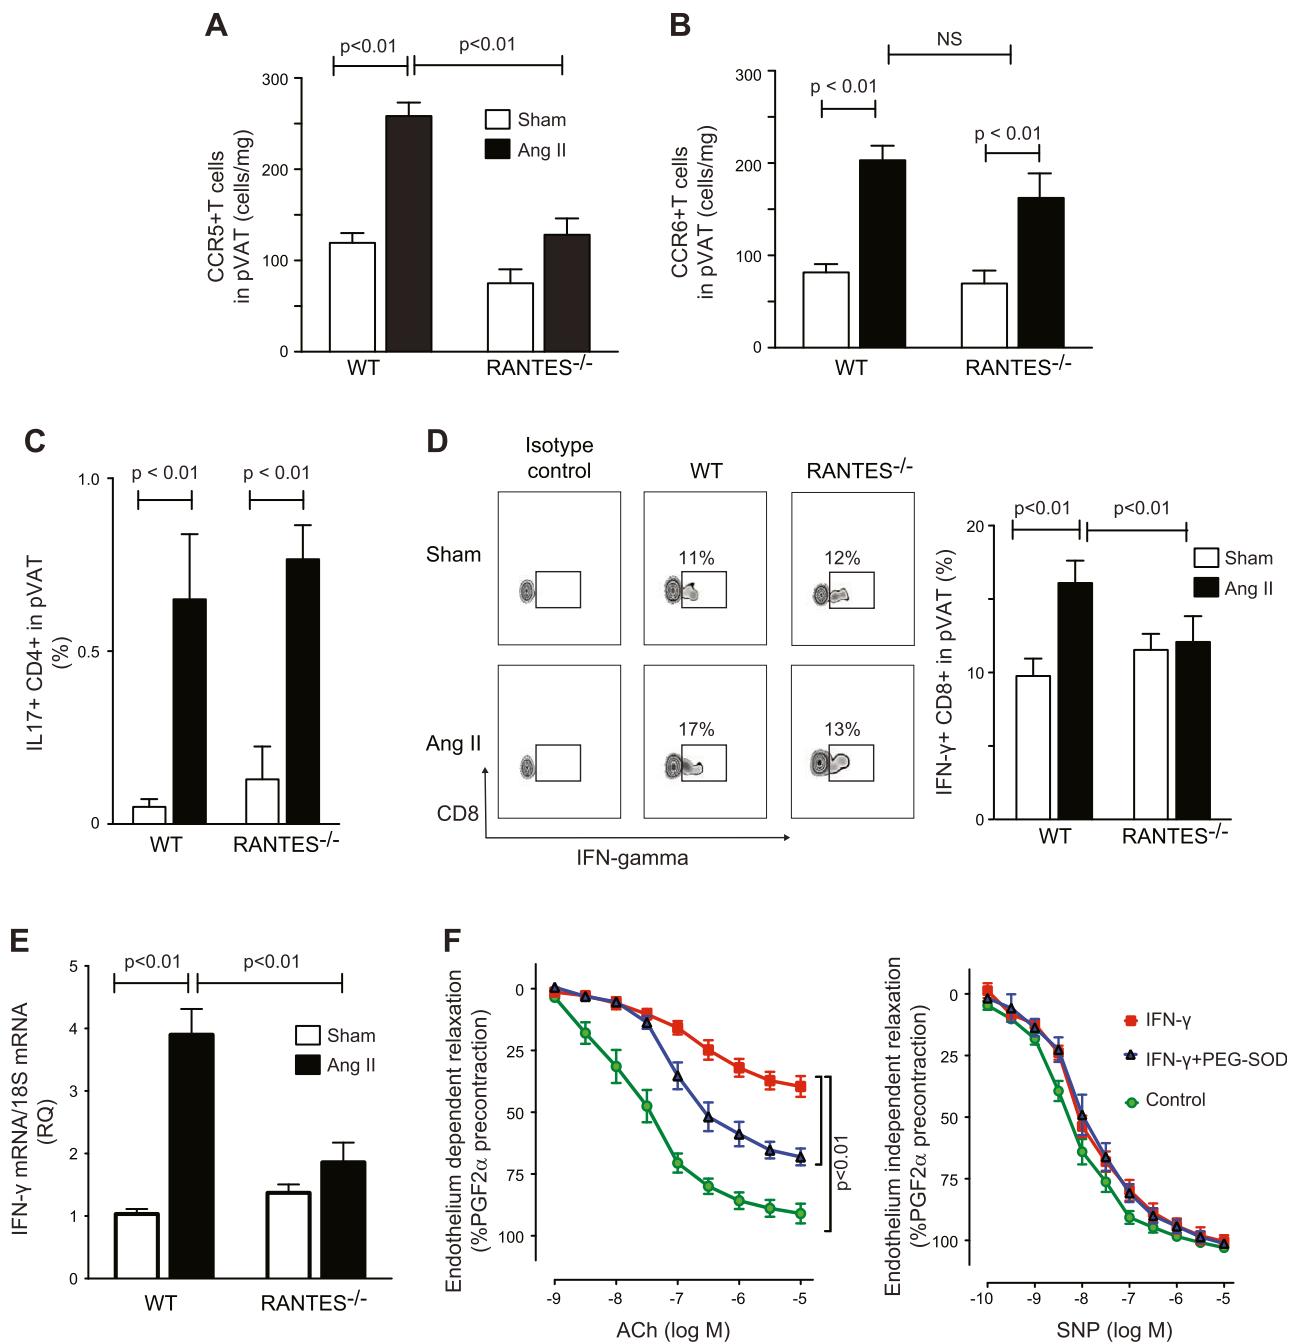 A
p<0.01
p<0.01
300
200
100
0
CCR5+T cells
in pVAT (cells/mg)
Sham
Ang II
WT
RANTES-/-
B
NS
p < 0.01
p < 0.01
300
200
100
0
CCR6+T cells
in pVAT (cells/mg)
WT
RANTES-/-
C
1.0
0.5
0
p < 0.01
p < 0.01
IL17+ CD4+ in pVAT
(%)
WT
RANTES-/-
D
Isotype
control
WT
RANTES-/-
Sham
11%
12%
Ang II
17%
13%
CD8
IFN-gamma
p<0.01
p<0.01
20
10
0
IFN-γ+ CD8+ in pVAT (%)
Sham
Ang II
WT
RANTES-/-
E
p<0.01
p<0.01
5
4
3
2
1
0
IFN-γ mRNA/18S mRNA
(RQ)
Sham
Ang II
WT
RANTES-/-
F
0
25
50
75
100
Endothelium dependent relaxation
(%PGF2α precontraction)
p<0.01
-9
-8
-7
-6
-5
ACh (log M)
0
25
50
75
100
Endothelium independent relaxation
(%PGF2α precontraction)
IFN-γ
IFN-γ+PEG-SOD
Control
-10
-9
-8
-7
-6
-5
SNP (log M)